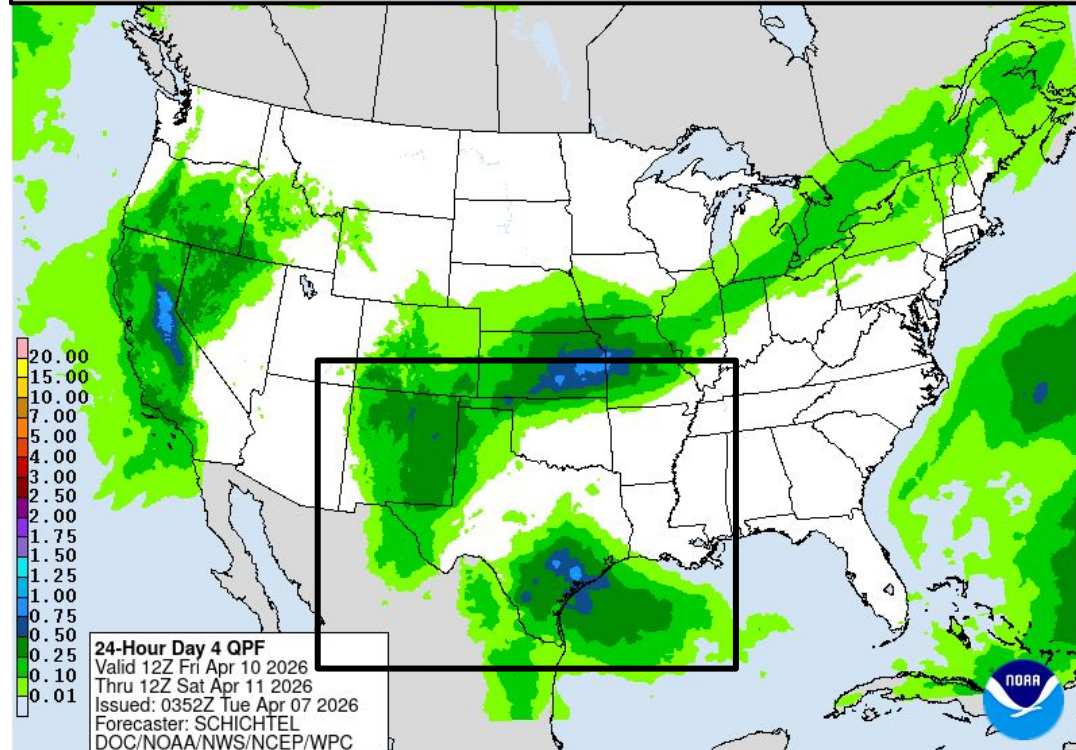 20.00
15.00
10.00
7.00
5.00
4.00
3.00
2.50
2.00
1.75
1.50
1.25
1.00
0.75
0.50
0.25
0.10
0.01
24-Hour Day 4 QPF
Valid 12Z Fri Apr 10 2026
Thru 12Z Sat Apr 11 2026
Issued: 0352Z Tue Apr 07 2026
Forecaster: SCHICHTEL
DOC/NOAA/NWS/NCEP/WPC
NOAA